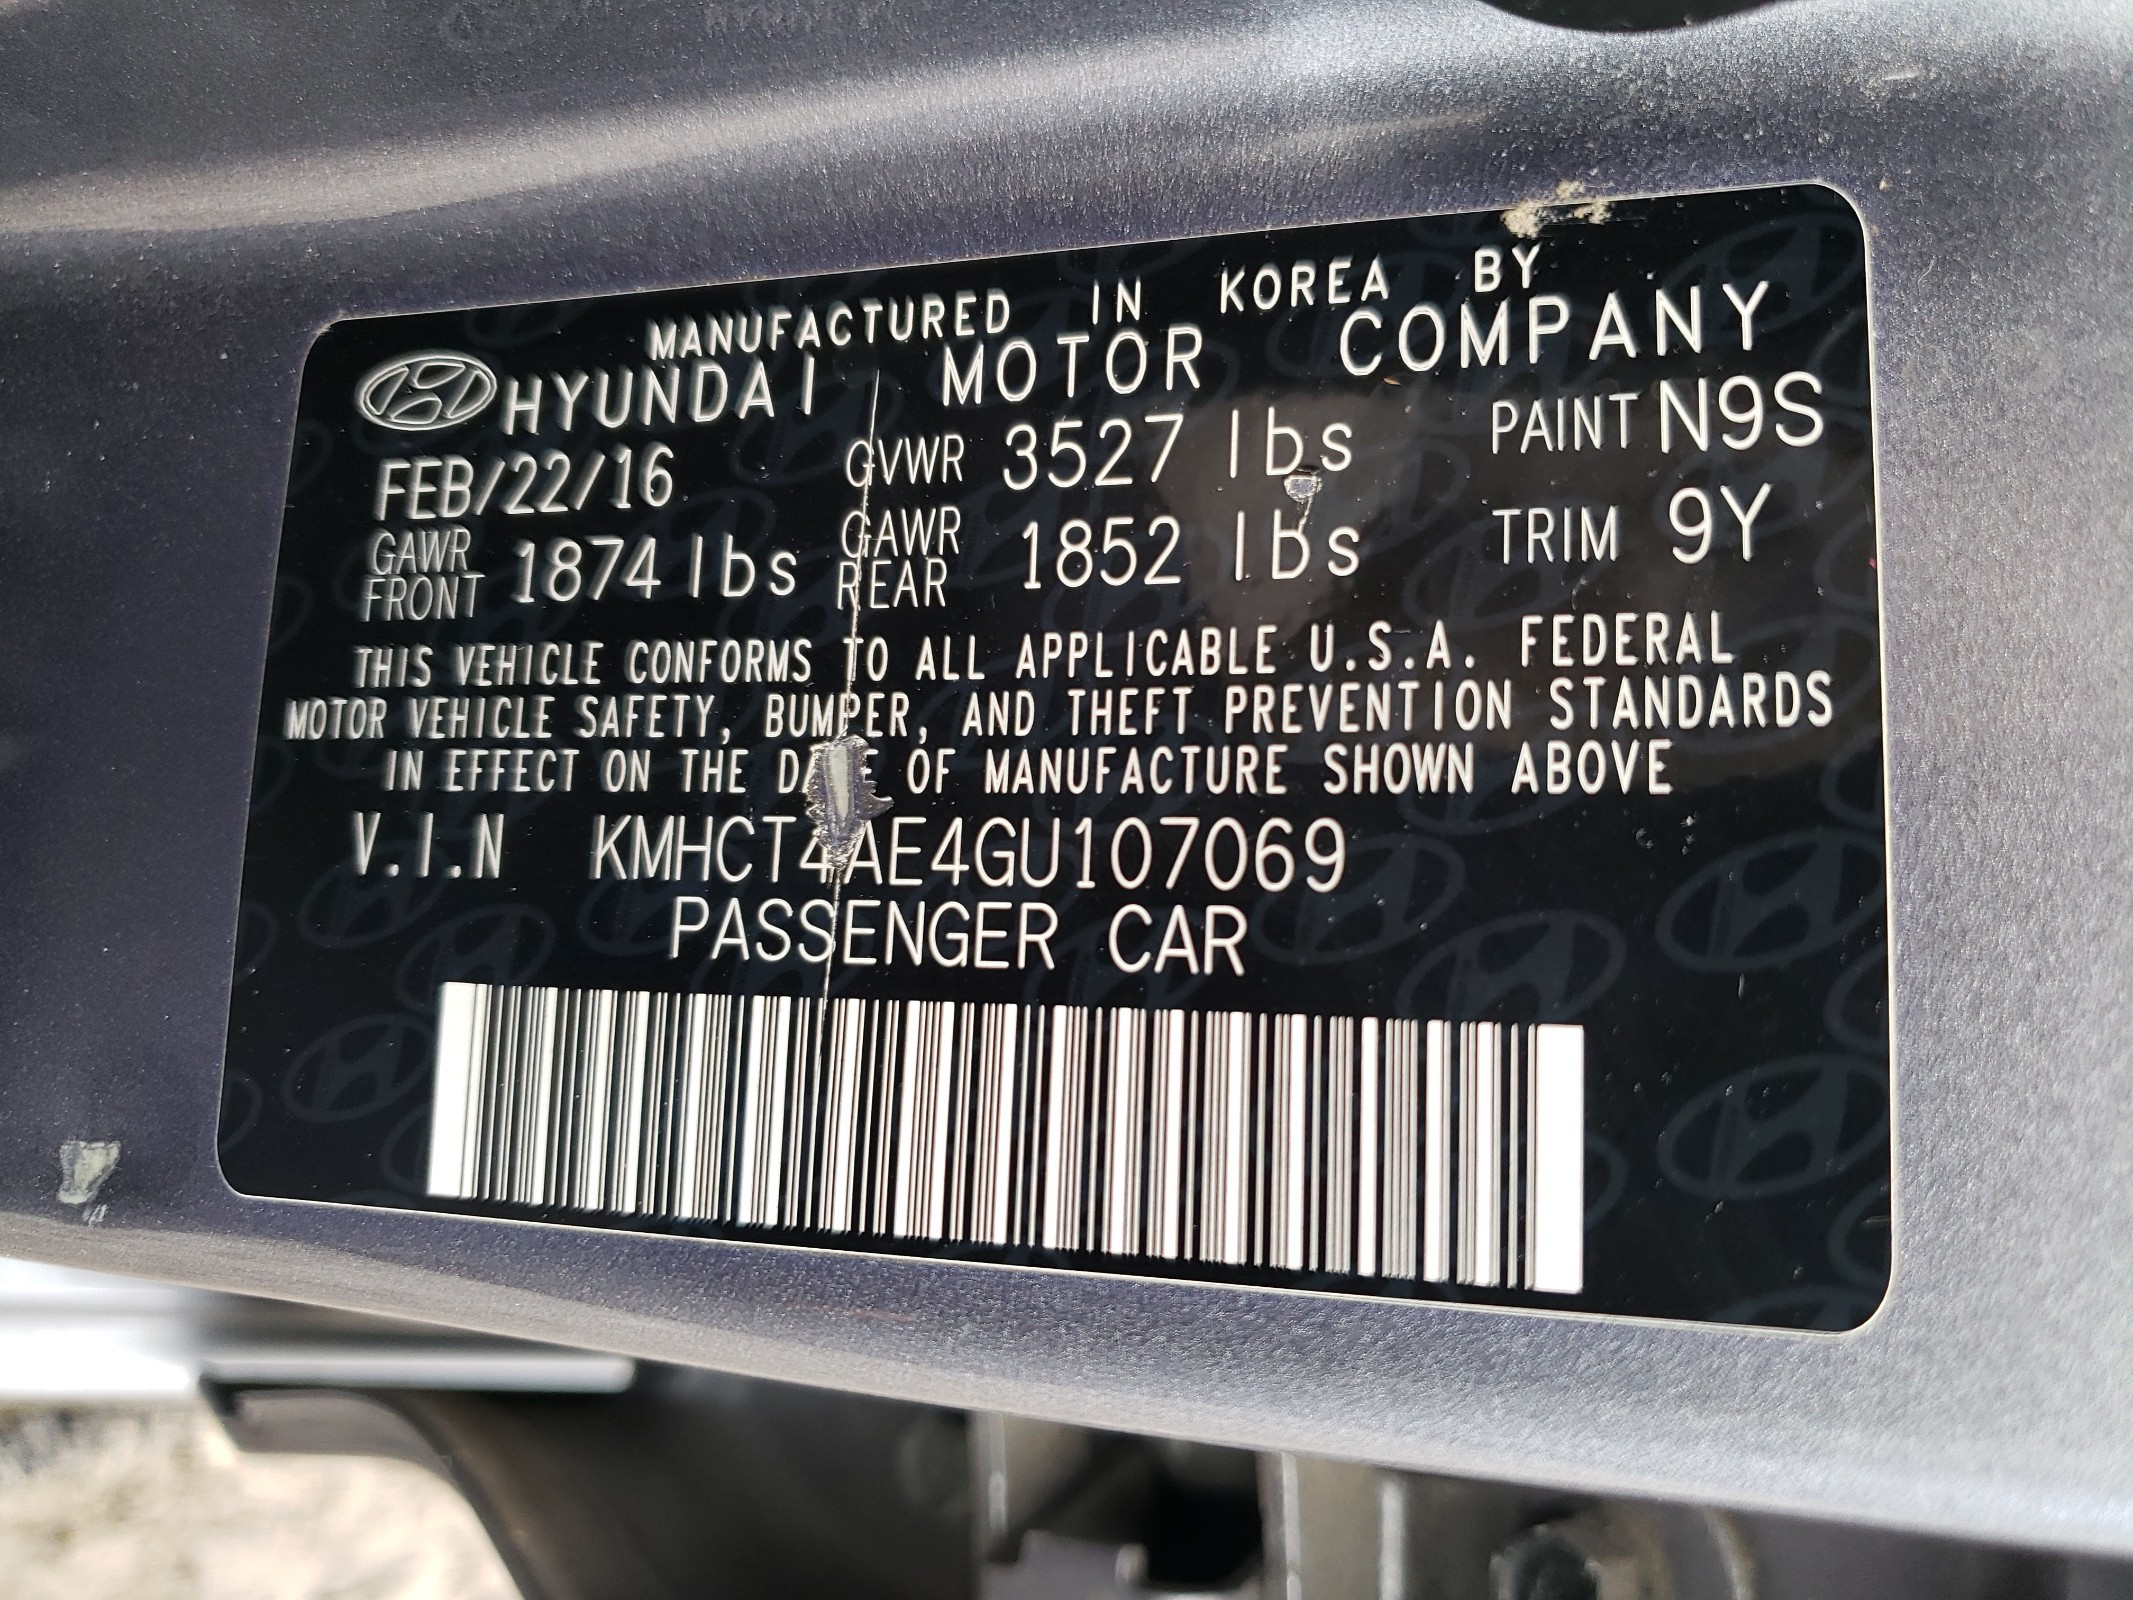 MANUFACTURED IN KOREA BY
HYUNDAI MOTOR COMPANY
FEB/22/16 GVWR 3527 lbs PAINT N9S
GAWR FRONT 1874 lbs GAWR REAR 1852 lbs TRIM 9Y
THIS VEHICLE CONFORMS TO ALL APPLICABLE U.S.A. FEDERAL
MOTOR VEHICLE SAFETY, BUMPER, AND THEFT PREVENTION STANDARDS
IN EFFECT ON THE DATE OF MANUFACTURE SHOWN ABOVE
V.I.N KMHCT4AE4GU107069
PASSENGER CAR